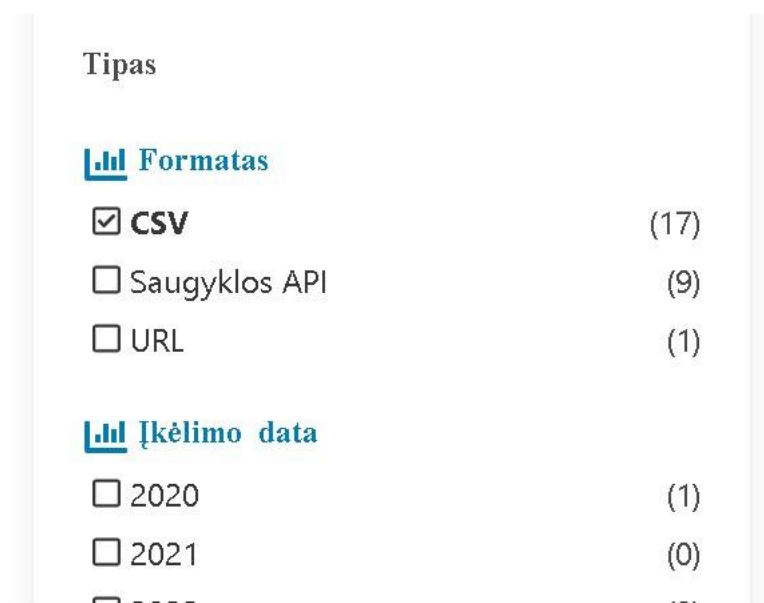 Tipas
Formatas
CSV (17)
Saugyklos API (9)
URL (1)
Įkėlimo data
2020 (1)
2021 (0)